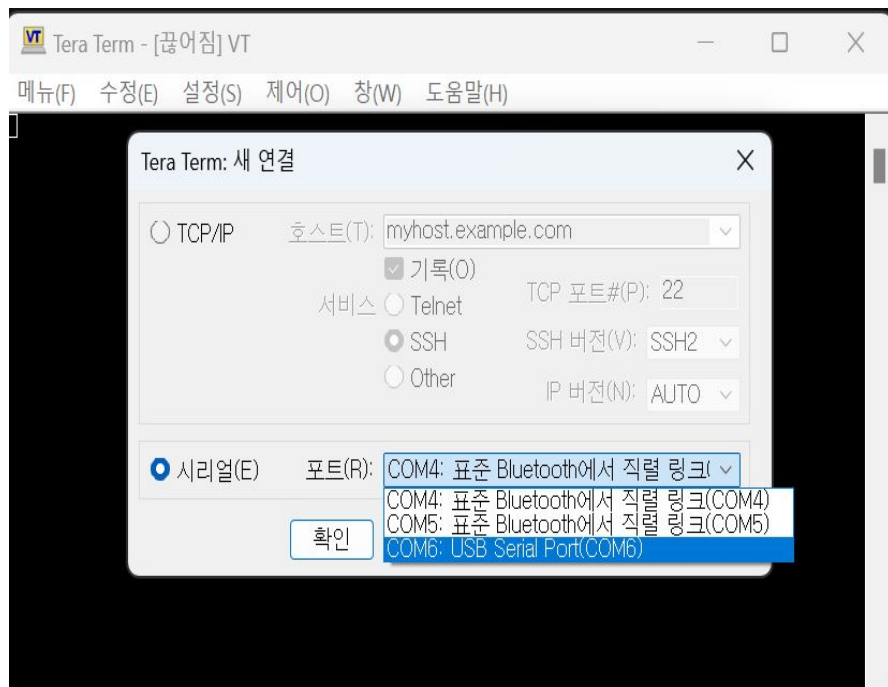 VT Tera Term - [끊어짐] VT
메뉴(F) 수정(E) 설정(S) 제어(O) 창(W) 도움말(H)
Tera Term: 새 연결
TCP/IP 호스트(T): myhost.example.com
기록(O)
서비스 Telnet TCP 포트#(P): 22
SSH SSH 버전(V): SSH2
Other IP 버전(N): AUTO
시리얼(E) 포트(R): COM4: 표준 Bluetooth에서 직렬 링크(
COM4: 표준 Bluetooth에서 직렬 링크(COM4)
COM5: 표준 Bluetooth에서 직렬 링크(COM5)
확인 COM6: USB Serial Port(COM6)